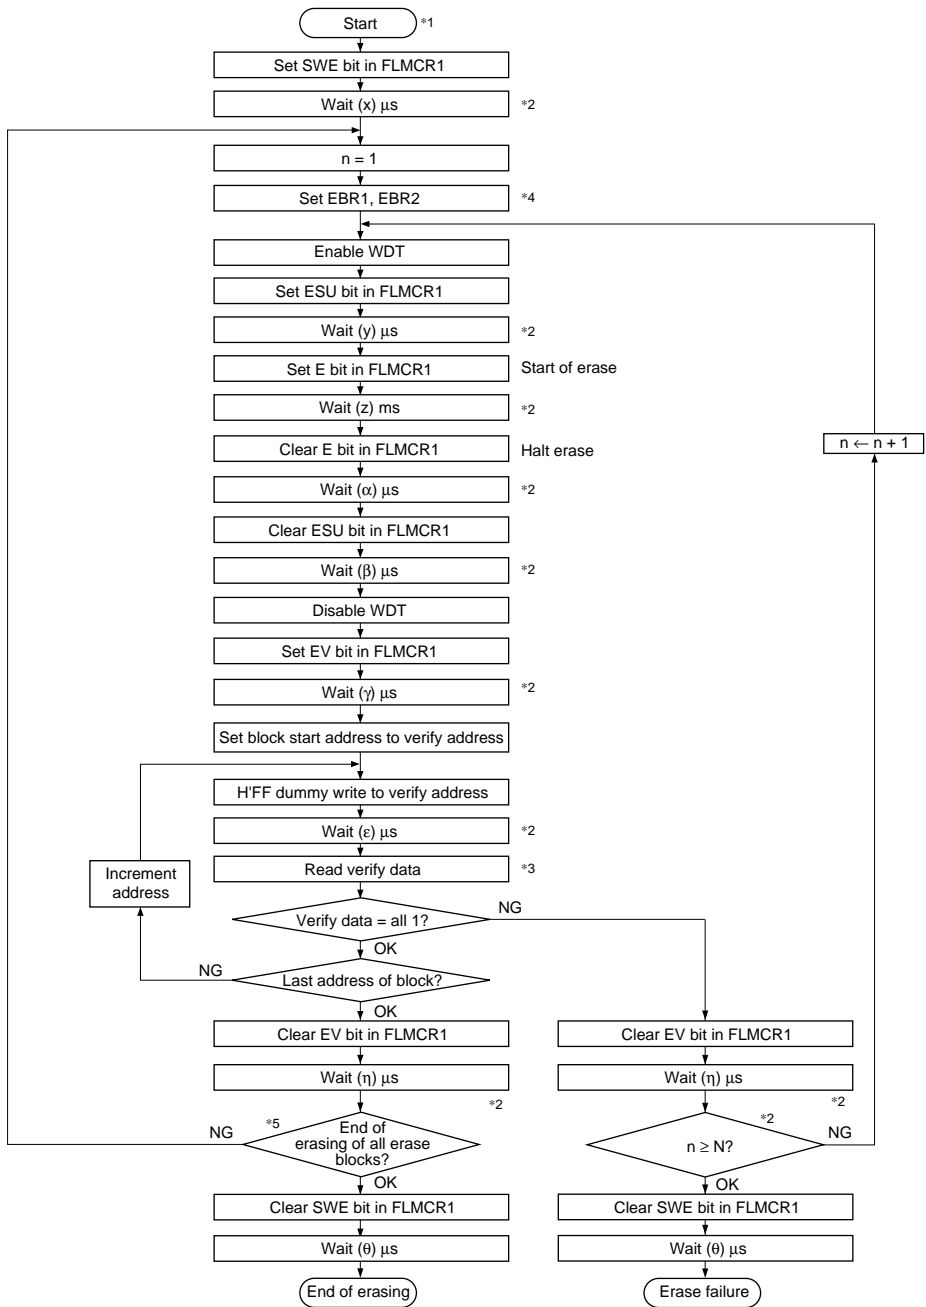 Start *1
Set SWE bit in FLMCR1
Wait (x) μs *2
n = 1
Set EBR1, EBR2 *4
Enable WDT
Set ESU bit in FLMCR1
Wait (y) μs *2
Set E bit in FLMCR1 Start of erase
Wait (z) ms *2
Clear E bit in FLMCR1 Halt erase
n ← n + 1
Wait (α) μs *2
Clear ESU bit in FLMCR1
Wait (β) μs *2
Disable WDT
Set EV bit in FLMCR1
Wait (γ) μs *2
Set block start address to verify address
H'FF dummy write to verify address
Wait (ε) μs *2
Read verify data *3
Increment
address
Verify data = all 1? NG
OK
NG Last address of block?
OK
Clear EV bit in FLMCR1
Wait (η) μs
*2
NG *5 End of
erasing of all erase
blocks?
OK
Clear SWE bit in FLMCR1
Wait (θ) μs
End of erasing
Clear EV bit in FLMCR1
Wait (η) μs
*2
*2
n ≥ N? NG
OK
Clear SWE bit in FLMCR1
Wait (θ) μs
Erase failure